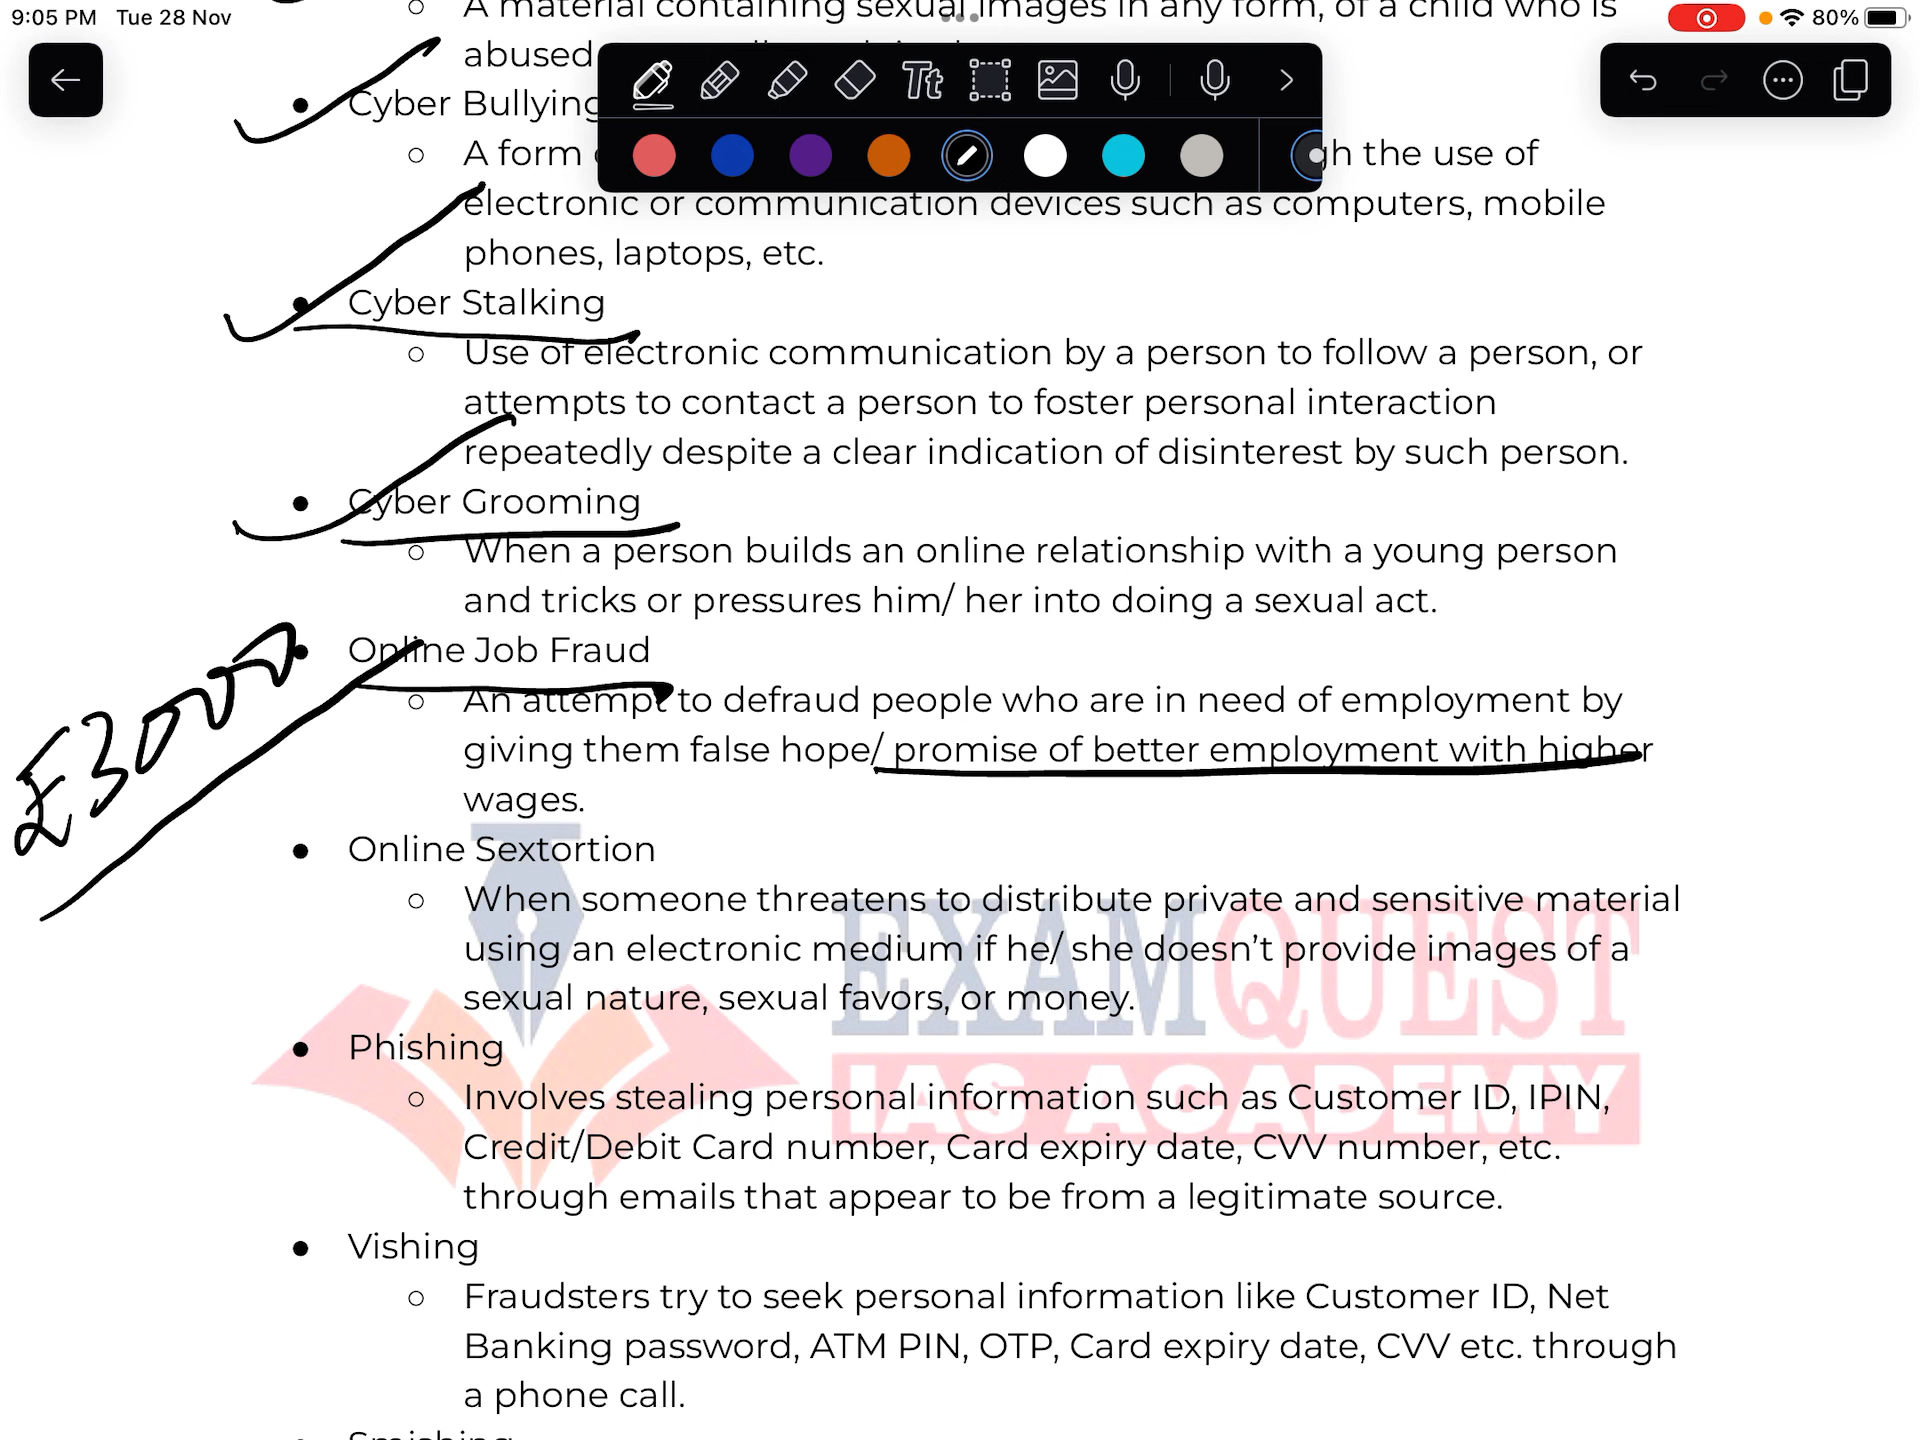 9:05 PM Tue 28 Nov
80%
A material containing sexual images in any form, of a child who is
abused
Cyber Bullying
A form gh the use of
electronic or communication devices such as computers, mobile
phones, laptops, etc.
Cyber Stalking
Use of electronic communication by a person to follow a person, or
attempts to contact a person to foster personal interaction
repeatedly despite a clear indication of disinterest by such person.
Cyber Grooming
When a person builds an online relationship with a young person
and tricks or pressures him/ her into doing a sexual act.
£30000
Online Job Fraud
An attempt to defraud people who are in need of employment by
giving them false hope/ promise of better employment with higher
wages.
Online Sextortion
When someone threatens to distribute private and sensitive material
using an electronic medium if he/ she doesn’t provide images of a
sexual nature, sexual favors, or money.
EXAMQUEST
IAS ACADEMY
Phishing
Involves stealing personal information such as Customer ID, IPIN,
Credit/Debit Card number, Card expiry date, CVV number, etc.
through emails that appear to be from a legitimate source.
Vishing
Fraudsters try to seek personal information like Customer ID, Net
Banking password, ATM PIN, OTP, Card expiry date, CVV etc. through
a phone call.
Smishing